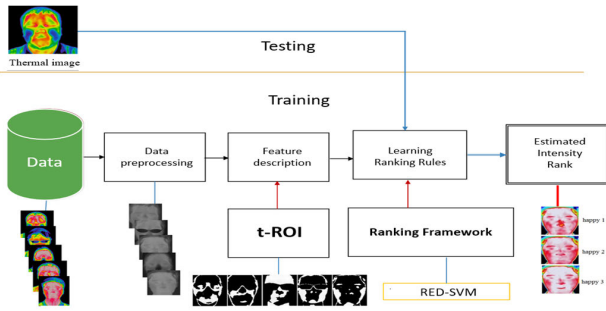 Testing
Thermal image
Training
Data
Data
preprocessing
Feature
description
Learning
Ranking Rules
Estimated
Intensity
Rank
t-ROI
Ranking Framework
RED-SVM
happy 1
happy 2
happy 3